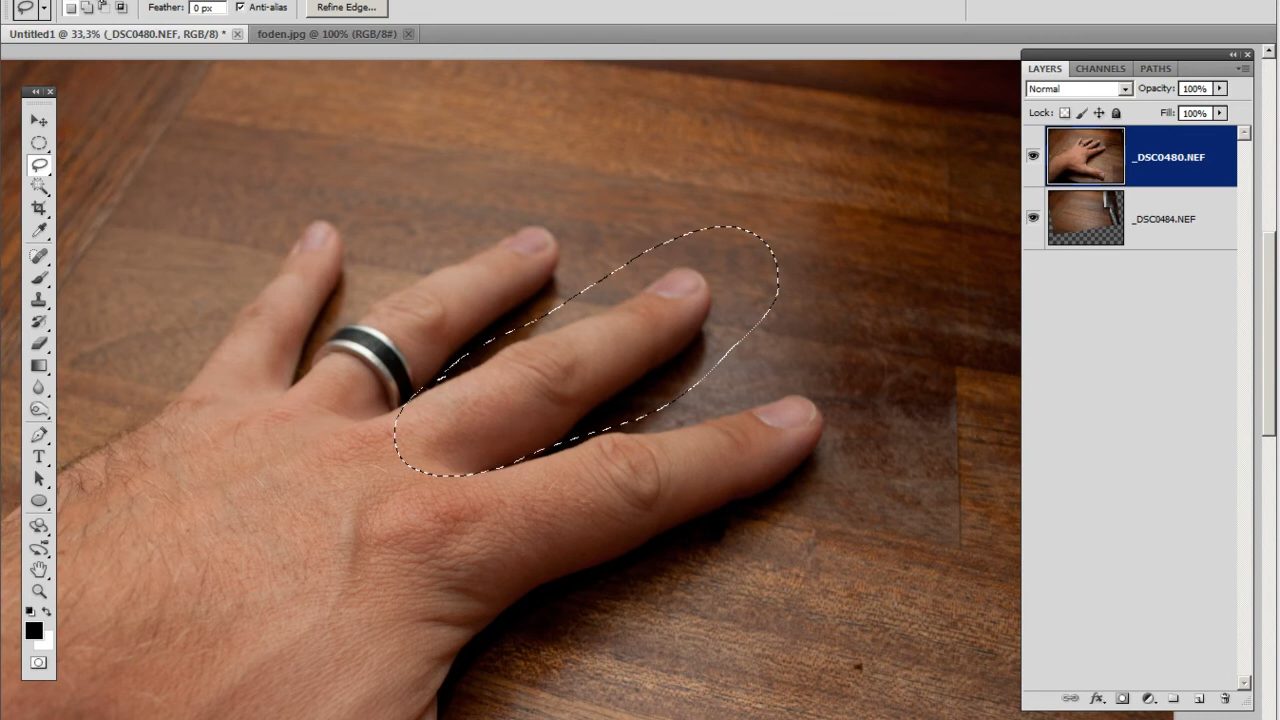 Feather: 0 px Anti-alias Refine Edge...
Untitled1 @ 33,3% (_DSC0480.NEF, RGB/8) * foden.jpg @ 100% (RGB/8#)
LAYERS CHANNELS PATHS
Normal Opacity: 100%
Lock: Fill: 100%
_DSC0480.NEF
_DSC0484.NEF